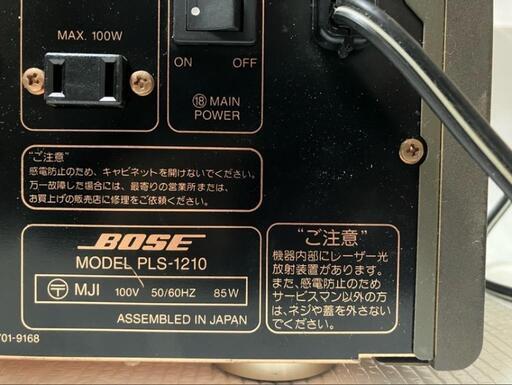 MAX. 100W
ON OFF
⑱ MAIN
POWER
"ご注意"
感電防止のため、キャビネットを開けないでください。
万一故障した場合には、最寄りの営業所または、
お買上げの販売店に修理をご依頼ください。
BOSE
MODEL PLS-1210
〒 MJI 100V 50/60HZ 85W
ASSEMBLED IN JAPAN
701-9168
"ご注意"
機器内部にレーザー光
放射装置があります。
また、感電防止のため
サービスマン以外の方
は、ネジや蓋を外さない
でください。